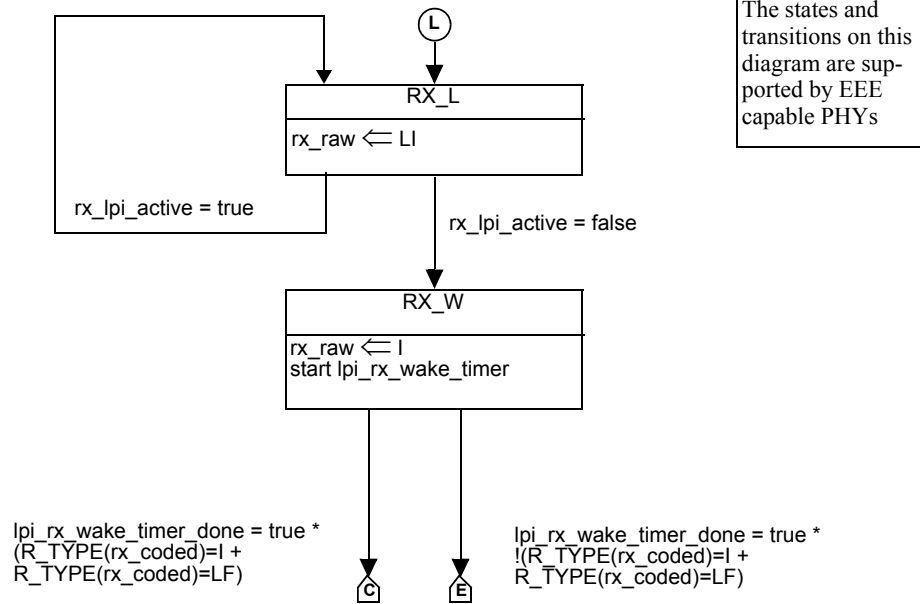 L
The states and
transitions on this
diagram are sup-
ported by EEE
capable PHYs
RX_L
rx_raw ⇐ LI
rx_lpi_active = true
rx_lpi_active = false
RX_W
rx_raw ⇐ I
start lpi_rx_wake_timer
lpi_rx_wake_timer_done = true *
(R_TYPE(rx_coded)=I +
R_TYPE(rx_coded)=LF)
lpi_rx_wake_timer_done = true *
!(R_TYPE(rx_coded)=I +
R_TYPE(rx_coded)=LF)
C
E